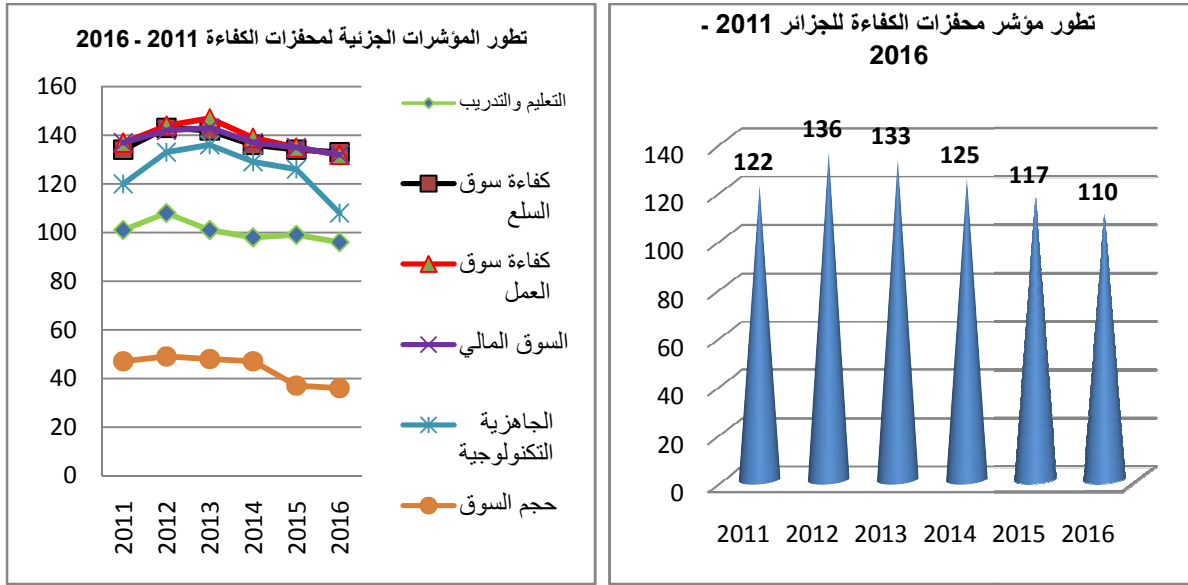 تطور المؤشرات الجزئية لمحفزات الكفاءة 2011 - 2016
160
140
120
100
80
60
40
20
0
2011
2012
2013
2014
2015
2016
التعليم والتدريب
كفاءة سوق
السلع
كفاءة سوق
العمل
السوق المالي
الجاهزية
التكنولوجية
حجم السوق
تطور مؤشر محفزات الكفاءة للجزائر 2011 -
2016
140
120
100
80
60
40
20
0
122
136
133
125
117
110
2011 2012 2013 2014 2015 2016